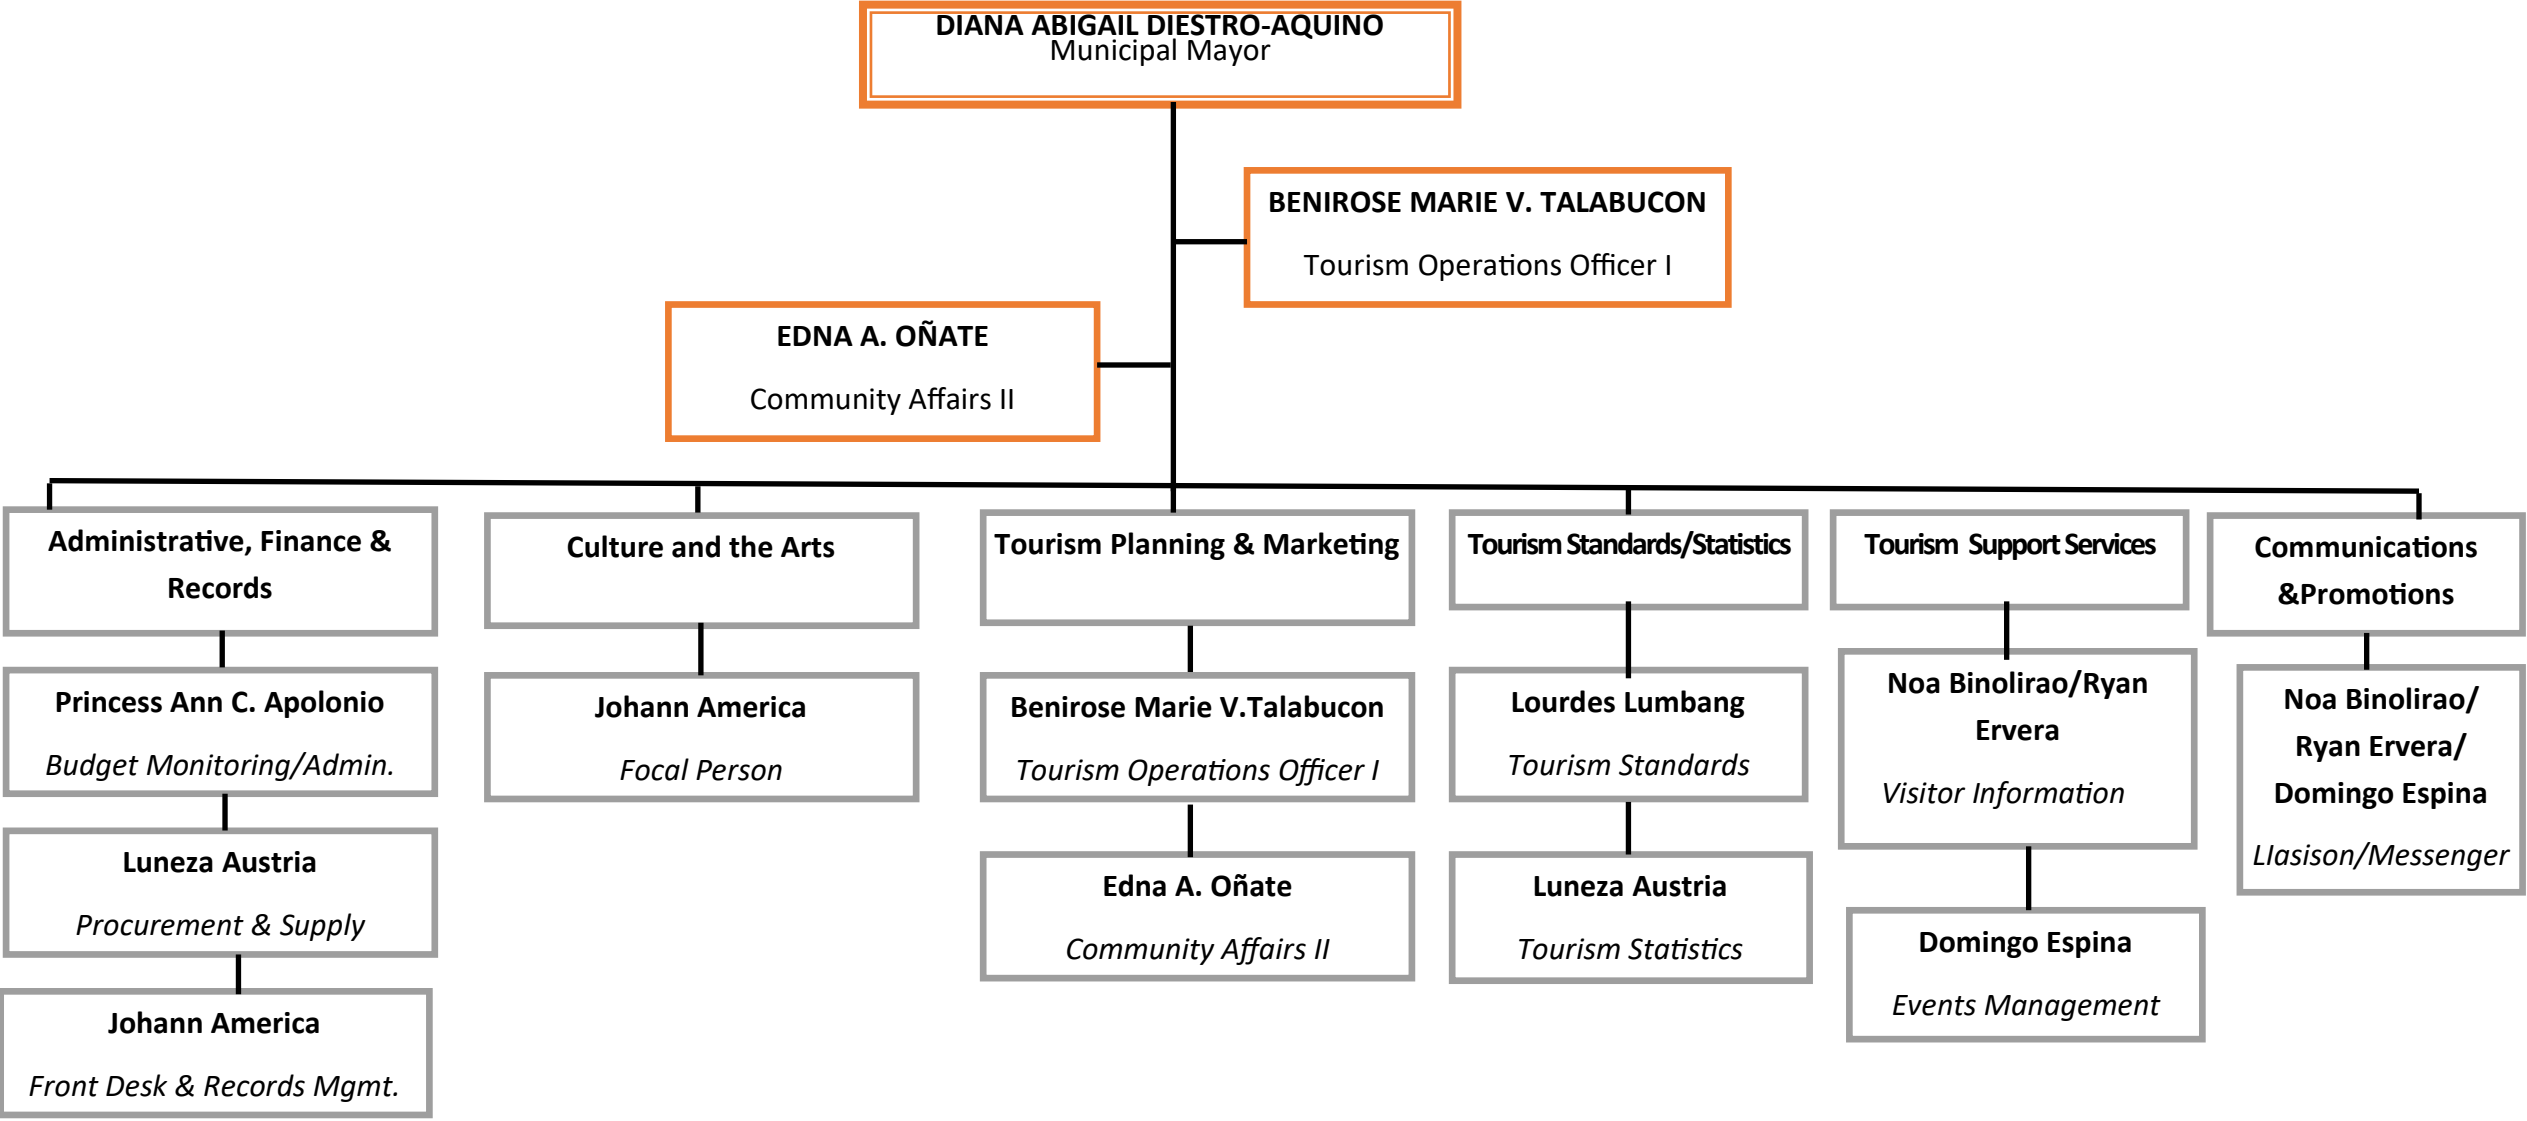 DIANA ABIGAIL DIESTRO-AQUINO
Municipal Mayor
BENIROSE MARIE V. TALABUCON
Tourism Operations Officer I
EDNA A. OÑATE
Community Affairs II
Administrative, Finance &
Records
Princess Ann C. Apolonio
Budget Monitoring/Admin.
Luneza Austria
Procurement & Supply
Johann America
Front Desk & Records Mgmt.
Culture and the Arts
Johann America
Focal Person
Tourism Planning & Marketing
Benirose Marie V.Talabucon
Tourism Operations Officer I
Edna A. Oñate
Community Affairs II
Tourism Standards/Statistics
Lourdes Lumbang
Tourism Standards
Luneza Austria
Tourism Statistics
Tourism Support Services
Noa Binolirao/Ryan
Ervera
Visitor Information
Domingo Espina
Events Management
Communications
&Promotions
Noa Binolirao/
Ryan Ervera/
Domingo Espina
LIasison/Messenger